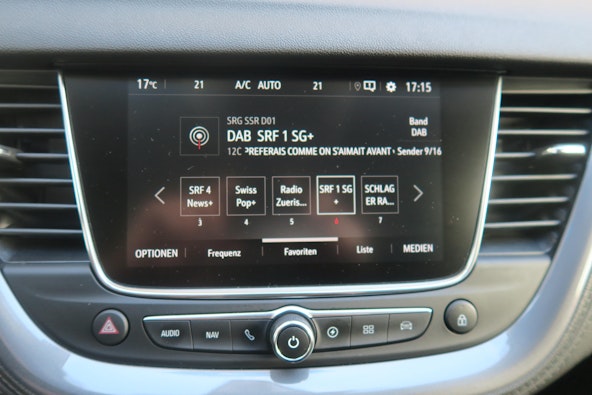 17°C 21 A/C AUTO 21 17:15
SRG SSR D01
Band
DAB SRF 1 SG+
DAB
12C PREFERAIS COMME ON S'AIMAIT AVANT Sender 9/16
SRF 4 Swiss Radio SRF 1 SG SCHLAG
News+ Pop+ Zueris... + ER RA...
3 4 5 6 7
OPTIONEN Frequenz Favoriten Liste MEDIEN
AUDIO NAV